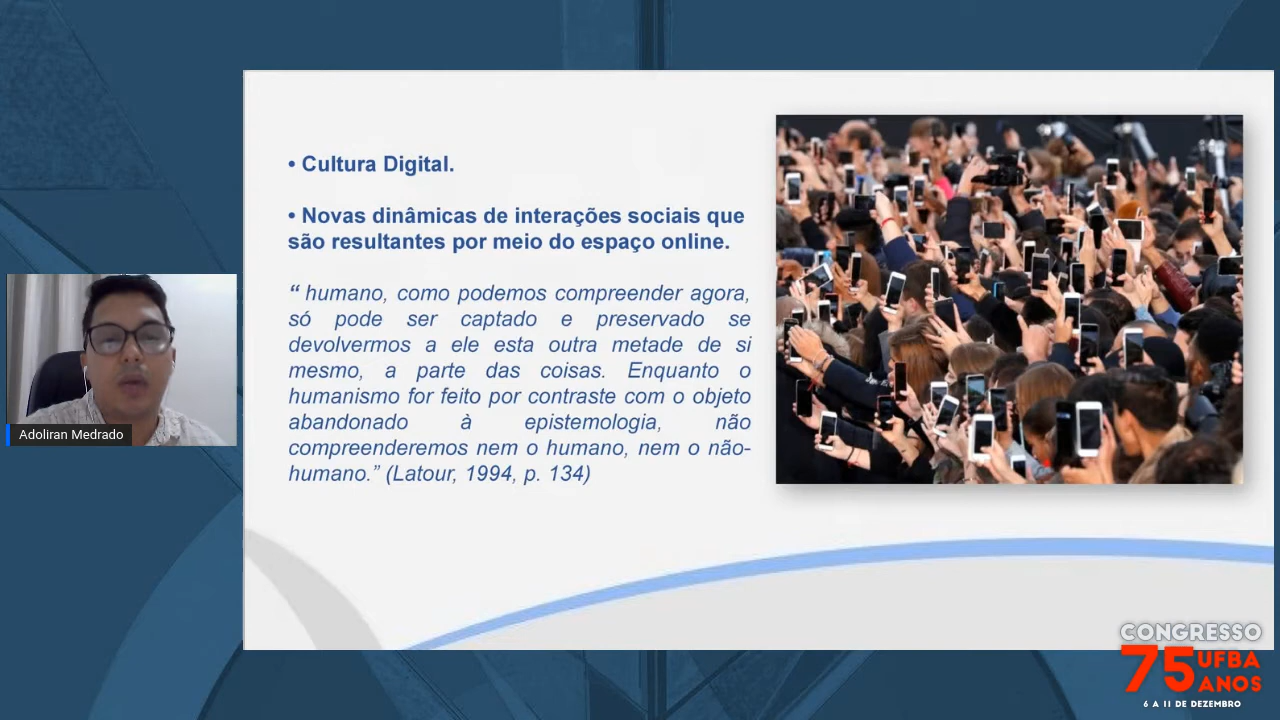 • Cultura Digital.
• Novas dinâmicas de interações sociais que
são resultantes por meio do espaço online.
“ humano, como podemos compreender agora,
só pode ser captado e preservado se
devolvermos a ele esta outra metade de si
mesmo, a parte das coisas. Enquanto o
humanismo for feito por contraste com o objeto
abandonado à epistemologia, não
compreenderemos nem o humano, nem o não-
humano.” (Latour, 1994, p. 134)
Adoliran Medrado
CONGRESSO
75 UFBA
ANOS
6 A 11 DE DEZEMBRO